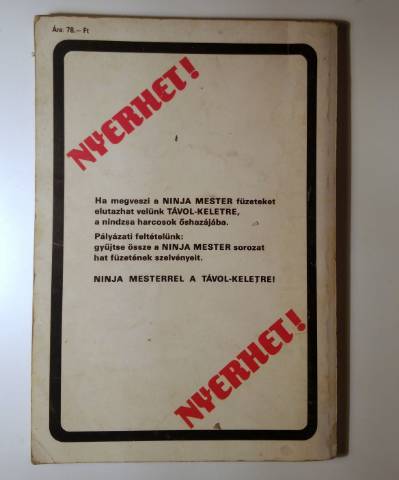 Ára: 78,— Ft
NYERHET!
Ha megveszi a NINJA MESTER füzeteket
elutazhat velünk TÁVOL-KELETRE,
a nindzsa harcosok őshazájába.
Pályázati feltételünk:
gyűjtse össze a NINJA MESTER sorozat
hat füzetének szelvényeit.
NINJA MESTERREL A TÁVOL-KELETRE!
NYERHET!